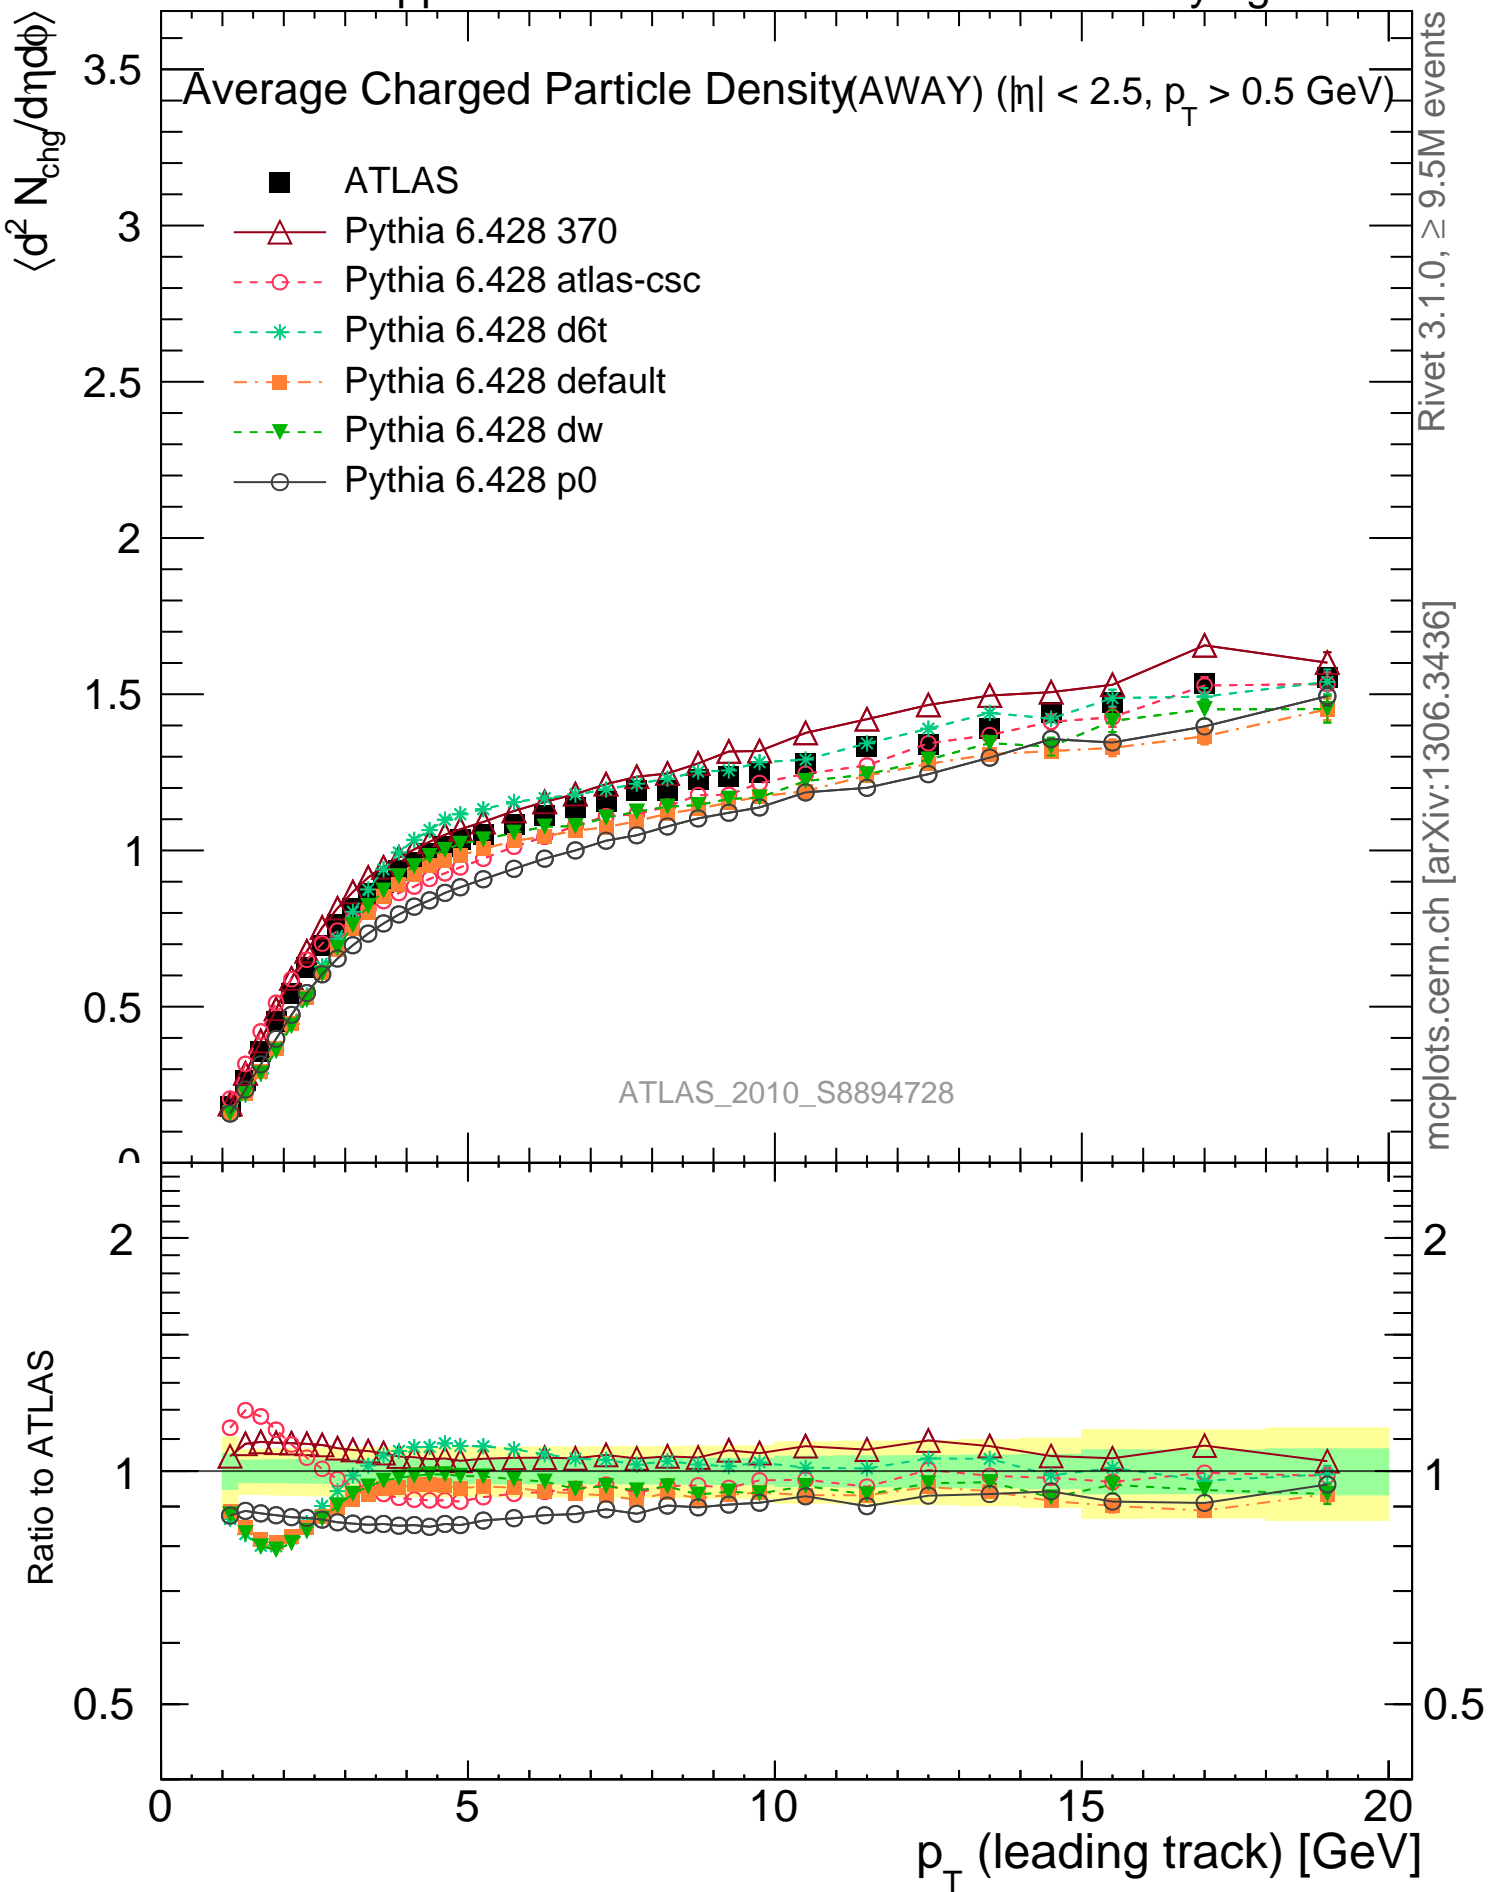 ⟨d² N_chg/dηdϕ⟩
Average Charged Particle Density (AWAY) (|η| < 2.5, p_T > 0.5 GeV)
ATLAS
Pythia 6.428 370
Pythia 6.428 atlas-csc
Pythia 6.428 d6t
Pythia 6.428 default
Pythia 6.428 dw
Pythia 6.428 p0
3.5
3
2.5
2
1.5
1
0.5
0
ATLAS_2010_S8894728
Rivet 3.1.0, ≥ 9.5M events
mcplots.cern.ch [arXiv:1306.3436]
Ratio to ATLAS
2
1
0.5
2
1
0.5
0 5 10 15 20
p_T (leading track) [GeV]